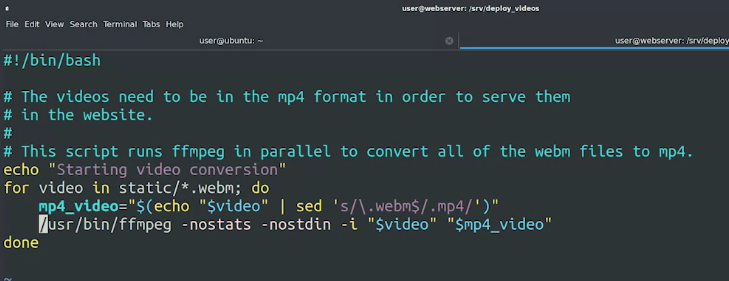 user@webserver: /srv/deploy_videos
File Edit View Search Terminal Tabs Help
user@ubuntu: ~
user@webserver: /srv/deploy
#!/bin/bash
# The videos need to be in the mp4 format in order to serve them
# in the website.
#
# This script runs ffmpeg in parallel to convert all of the webm files to mp4.
echo "Starting video conversion"
for video in static/*.webm; do
    mp4_video="$(echo "$video" | sed 's/\.webm$/.mp4/')"
    /usr/bin/ffmpeg -nostats -nostdin -i "$video" "$mp4_video"
done
~